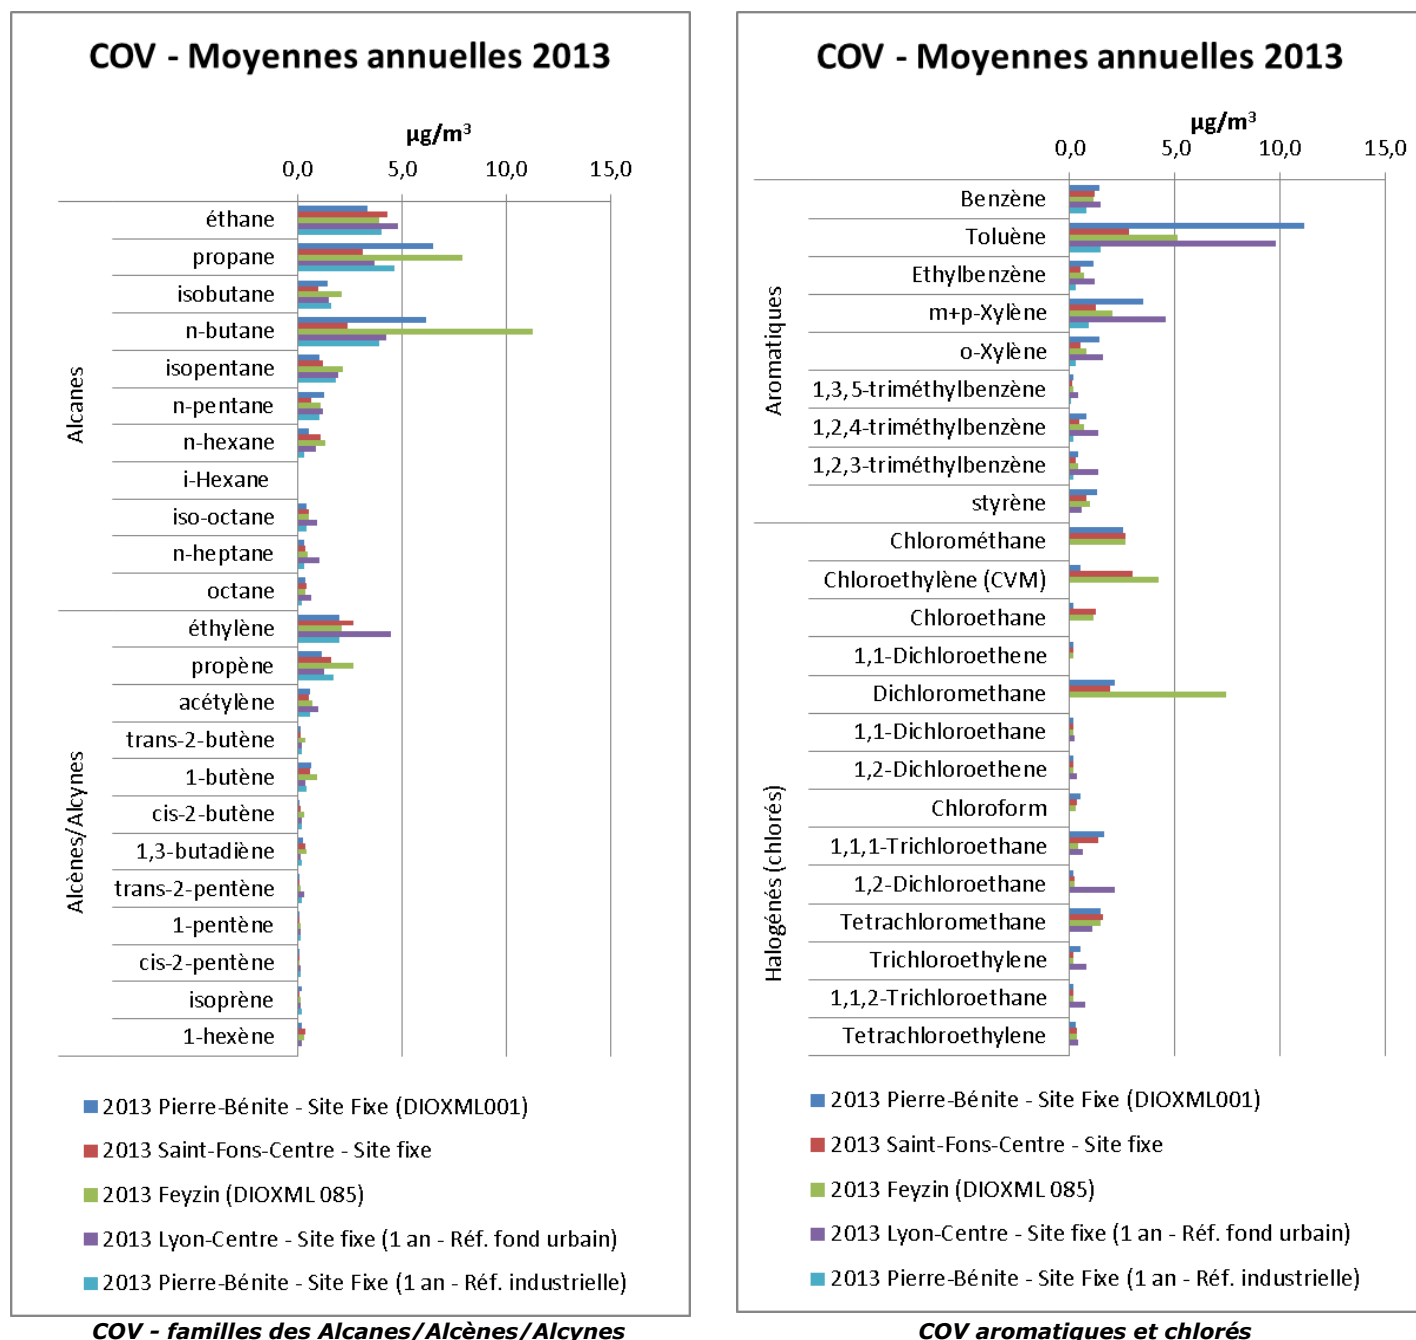 COV - Moyennes annuelles 2013
µg/m³
0,0 5,0 10,0 15,0
Alcanes
éthane
propane
isobutane
n-butane
isopentane
n-pentane
n-hexane
i-Hexane
iso-octane
n-heptane
octane
Alcènes/Alcynes
éthylène
propène
acétylène
trans-2-butène
1-butène
cis-2-butène
1,3-butadiène
trans-2-pentène
1-pentène
cis-2-pentène
isoprène
1-hexène
2013 Pierre-Bénite - Site Fixe (DIOXML001)
2013 Saint-Fons-Centre - Site fixe
2013 Feyzin (DIOXML 085)
2013 Lyon-Centre - Site fixe (1 an - Réf. fond urbain)
2013 Pierre-Bénite - Site Fixe (1 an - Réf. industrielle)
COV - familles des Alcanes/Alcènes/Alcynes
COV - Moyennes annuelles 2013
µg/m³
0,0 5,0 10,0 15,0
Aromatiques
Benzène
Toluène
Ethylbenzène
m+p-Xylène
o-Xylène
1,3,5-triméthylbenzène
1,2,4-triméthylbenzène
1,2,3-triméthylbenzène
styrène
Halogénés (chlorés)
Chlorométhane
Chloroethylène (CVM)
Chloroethane
1,1-Dichloroethene
Dichloromethane
1,1-Dichloroethane
1,2-Dichloroethene
Chloroform
1,1,1-Trichloroethane
1,2-Dichloroethane
Tetrachloromethane
Trichloroethylene
1,1,2-Trichloroethane
Tetrachloroethylene
2013 Pierre-Bénite - Site Fixe (DIOXML001)
2013 Saint-Fons-Centre - Site fixe
2013 Feyzin (DIOXML 085)
2013 Lyon-Centre - Site fixe (1 an - Réf. fond urbain)
2013 Pierre-Bénite - Site Fixe (1 an - Réf. industrielle)
COV aromatiques et chlorés